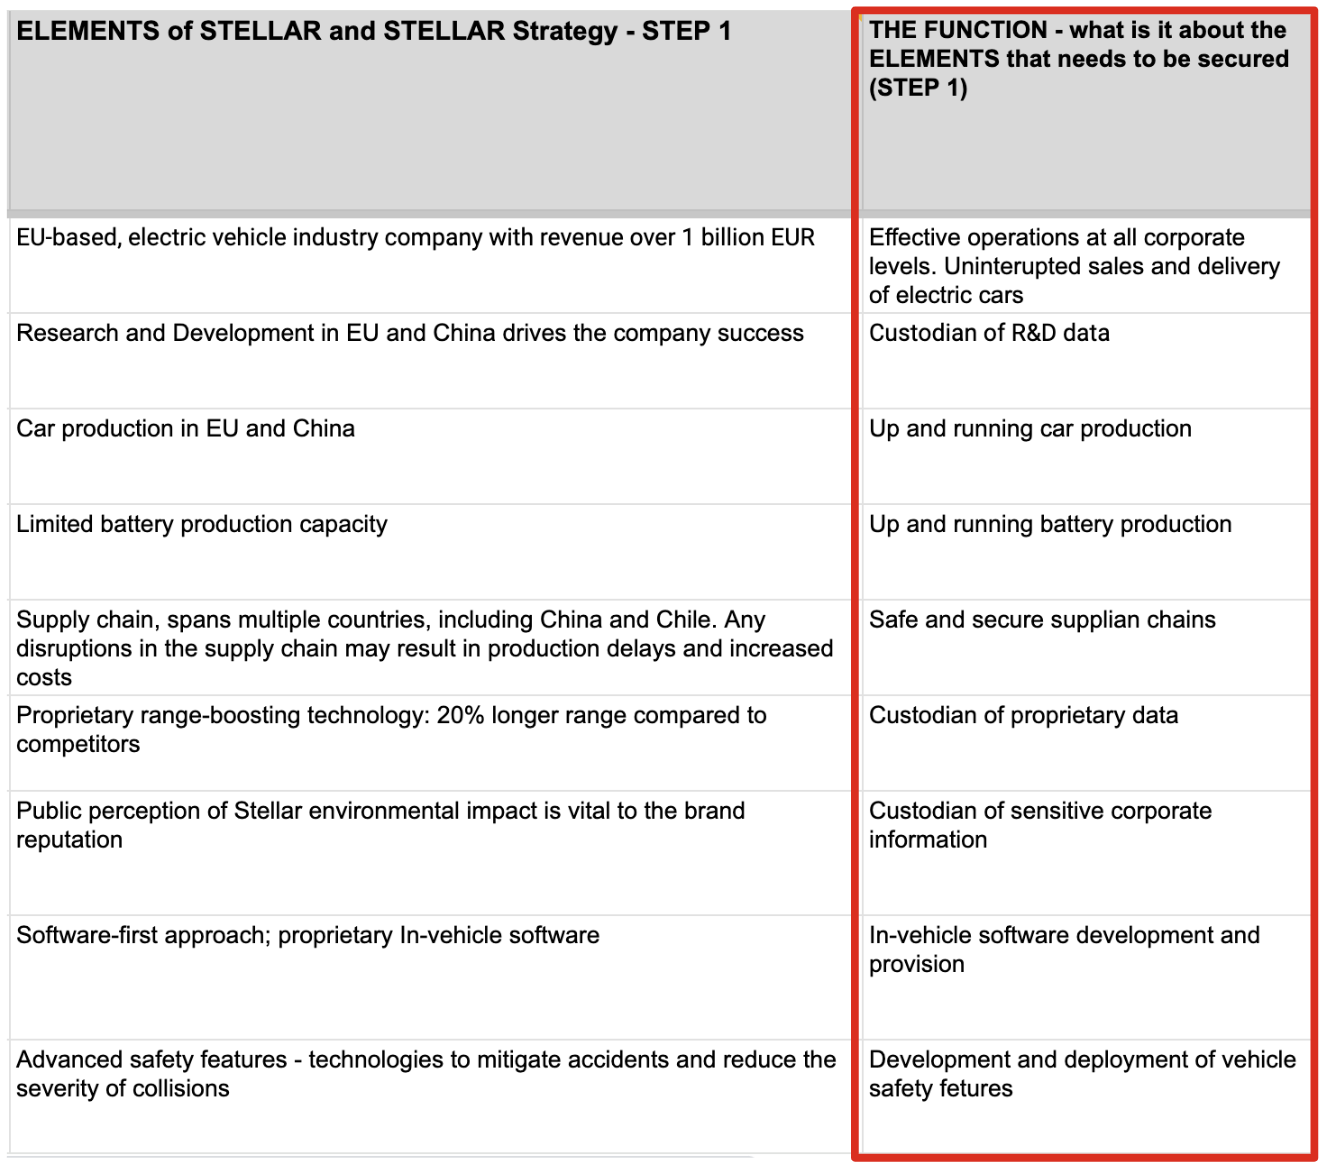 ELEMENTS of STELLAR and STELLAR Strategy - STEP 1
THE FUNCTION - what is it about the
ELEMENTS that needs to be secured
(STEP 1)
EU-based, electric vehicle industry company with revenue over 1 billion EUR
Effective operations at all corporate
levels. Uninterupted sales and delivery
of electric cars
Research and Development in EU and China drives the company success
Custodian of R&D data
Car production in EU and China
Up and running car production
Limited battery production capacity
Up and running battery production
Supply chain, spans multiple countries, including China and Chile. Any
disruptions in the supply chain may result in production delays and increased
costs
Safe and secure supplian chains
Proprietary range-boosting technology: 20% longer range compared to
competitors
Custodian of proprietary data
Public perception of Stellar environmental impact is vital to the brand
reputation
Custodian of sensitive corporate
information
Software-first approach; proprietary In-vehicle software
In-vehicle software development and
provision
Advanced safety features - technologies to mitigate accidents and reduce the
severity of collisions
Development and deployment of vehicle
safety fetures